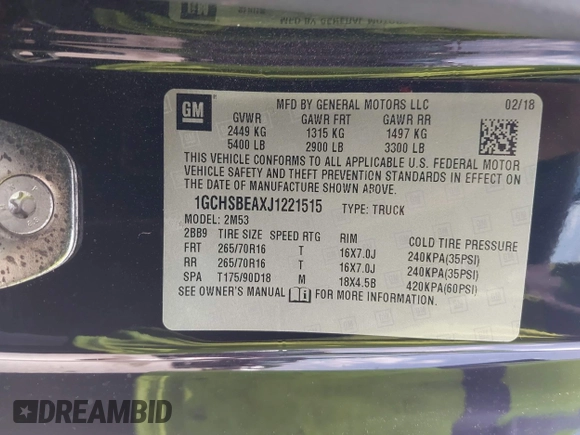 MFD BY GENERAL MOTORS LLC 02/18
GM
GVWR GAWR FRT GAWR RR
2449 KG 1315 KG 1497 KG
5400 LB 2900 LB 3300 LB
THIS VEHICLE CONFORMS TO ALL APPLICABLE U.S. FEDERAL MOTOR
VEHICLE SAFETY AND THEFT PREVENTION STANDARDS IN EFFECT ON
THE DATE OF MANUFACTURE SHOWN ABOVE.
1GCHSBEAXJ1221515 TYPE: TRUCK
MODEL: 2M53
2BB9 TIRE SIZE SPEED RTG RIM COLD TIRE PRESSURE
FRT 265/70R16 T 16X7.0J 240KPA(35PSI)
RR 265/70R16 T 16X7.0J 240KPA(35PSI)
SPA T175/90D18 M 18X4.5B 420KPA(60PSI)
SEE OWNER'S MANUAL FOR MORE INFORMATION
DREAMBID